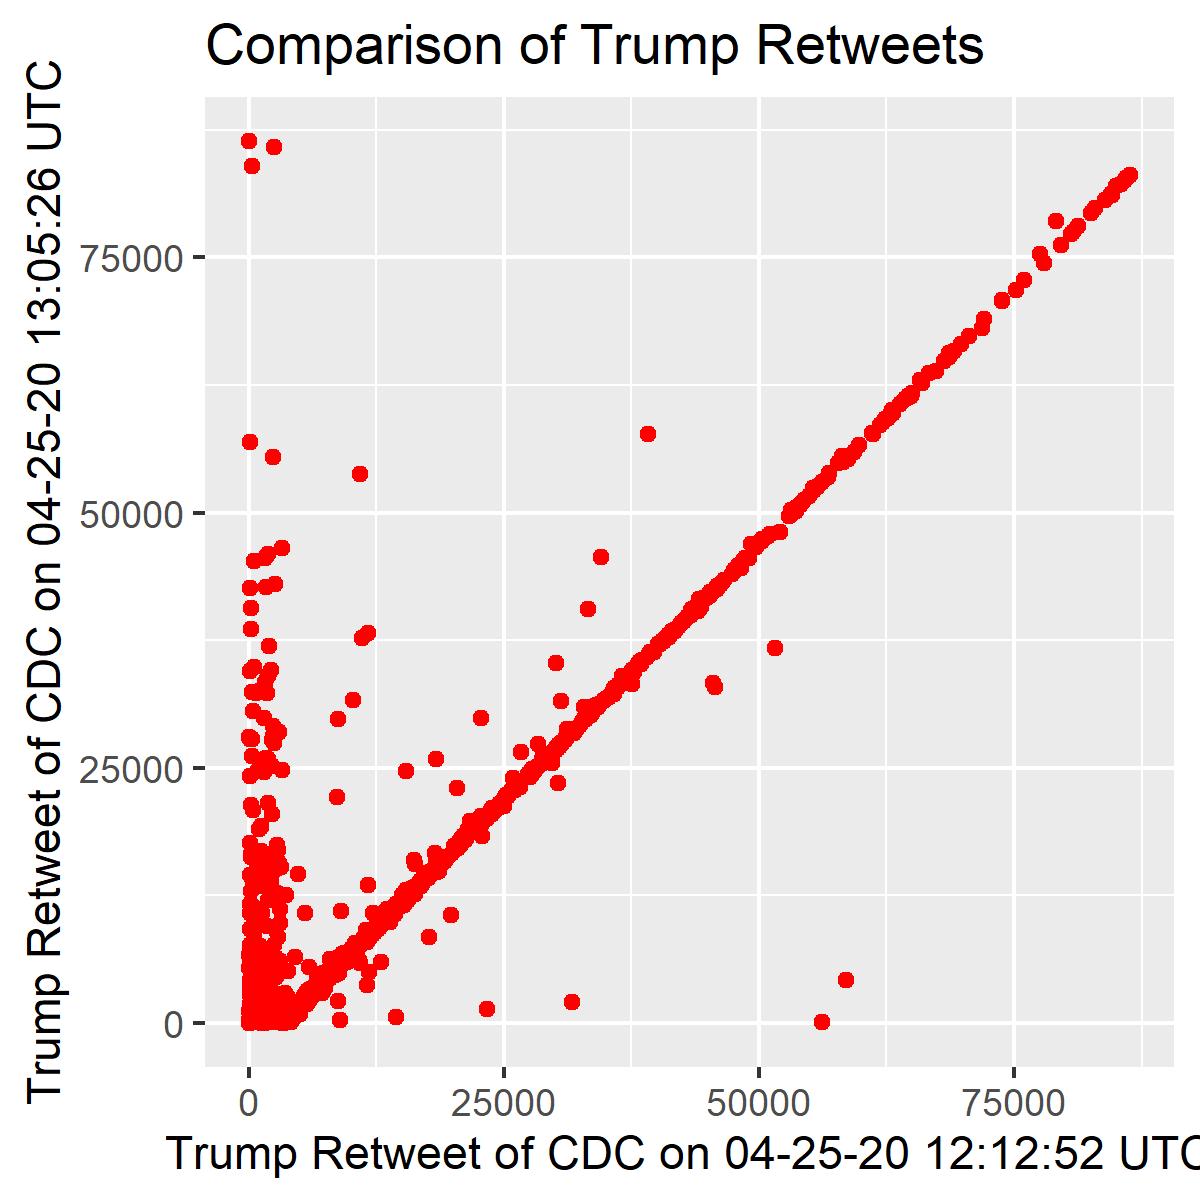 Comparison of Trump Retweets
Trump Retweet of CDC on 04-25-20 13:05:26 UTC
75000
50000
25000
0
0
25000
50000
75000
Trump Retweet of CDC on 04-25-20 12:12:52 UTC